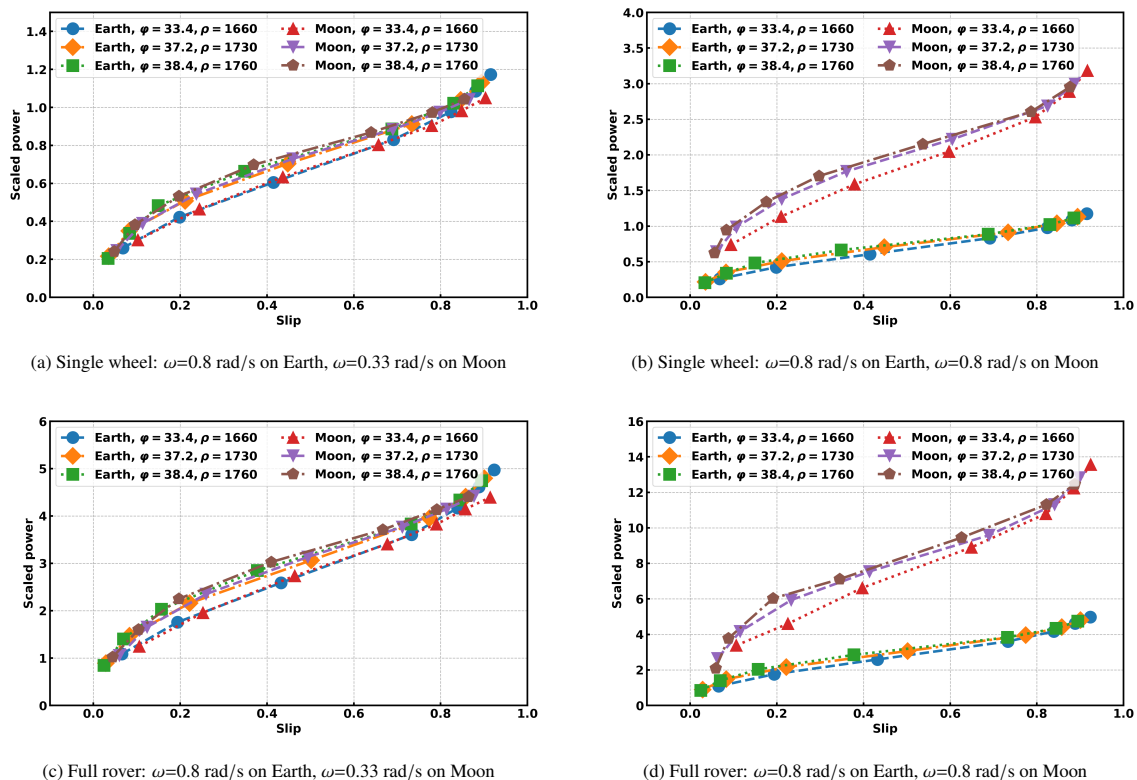 1.4
1.2
1.0
0.8
0.6
0.4
0.2
0.0
Scaled power
Earth, φ = 33.4, ρ = 1660
Earth, φ = 37.2, ρ = 1730
Earth, φ = 38.4, ρ = 1760
Moon, φ = 33.4, ρ = 1660
Moon, φ = 37.2, ρ = 1730
Moon, φ = 38.4, ρ = 1760
0.0 0.2 0.4 0.6 0.8 1.0
Slip
(a) Single wheel: ω=0.8 rad/s on Earth, ω=0.33 rad/s on Moon
4.0
3.5
3.0
2.5
2.0
1.5
1.0
0.5
0.0
Scaled power
Earth, φ = 33.4, ρ = 1660
Earth, φ = 37.2, ρ = 1730
Earth, φ = 38.4, ρ = 1760
Moon, φ = 33.4, ρ = 1660
Moon, φ = 37.2, ρ = 1730
Moon, φ = 38.4, ρ = 1760
0.0 0.2 0.4 0.6 0.8 1.0
Slip
(b) Single wheel: ω=0.8 rad/s on Earth, ω=0.8 rad/s on Moon
6
5
4
3
2
1
0
Scaled power
Earth, φ = 33.4, ρ = 1660
Earth, φ = 37.2, ρ = 1730
Earth, φ = 38.4, ρ = 1760
Moon, φ = 33.4, ρ = 1660
Moon, φ = 37.2, ρ = 1730
Moon, φ = 38.4, ρ = 1760
0.0 0.2 0.4 0.6 0.8 1.0
Slip
(c) Full rover: ω=0.8 rad/s on Earth, ω=0.33 rad/s on Moon
16
14
12
10
8
6
4
2
0
Scaled power
Earth, φ = 33.4, ρ = 1660
Earth, φ = 37.2, ρ = 1730
Earth, φ = 38.4, ρ = 1760
Moon, φ = 33.4, ρ = 1660
Moon, φ = 37.2, ρ = 1730
Moon, φ = 38.4, ρ = 1760
0.0 0.2 0.4 0.6 0.8 1.0
Slip
(d) Full rover: ω=0.8 rad/s on Earth, ω=0.8 rad/s on Moon